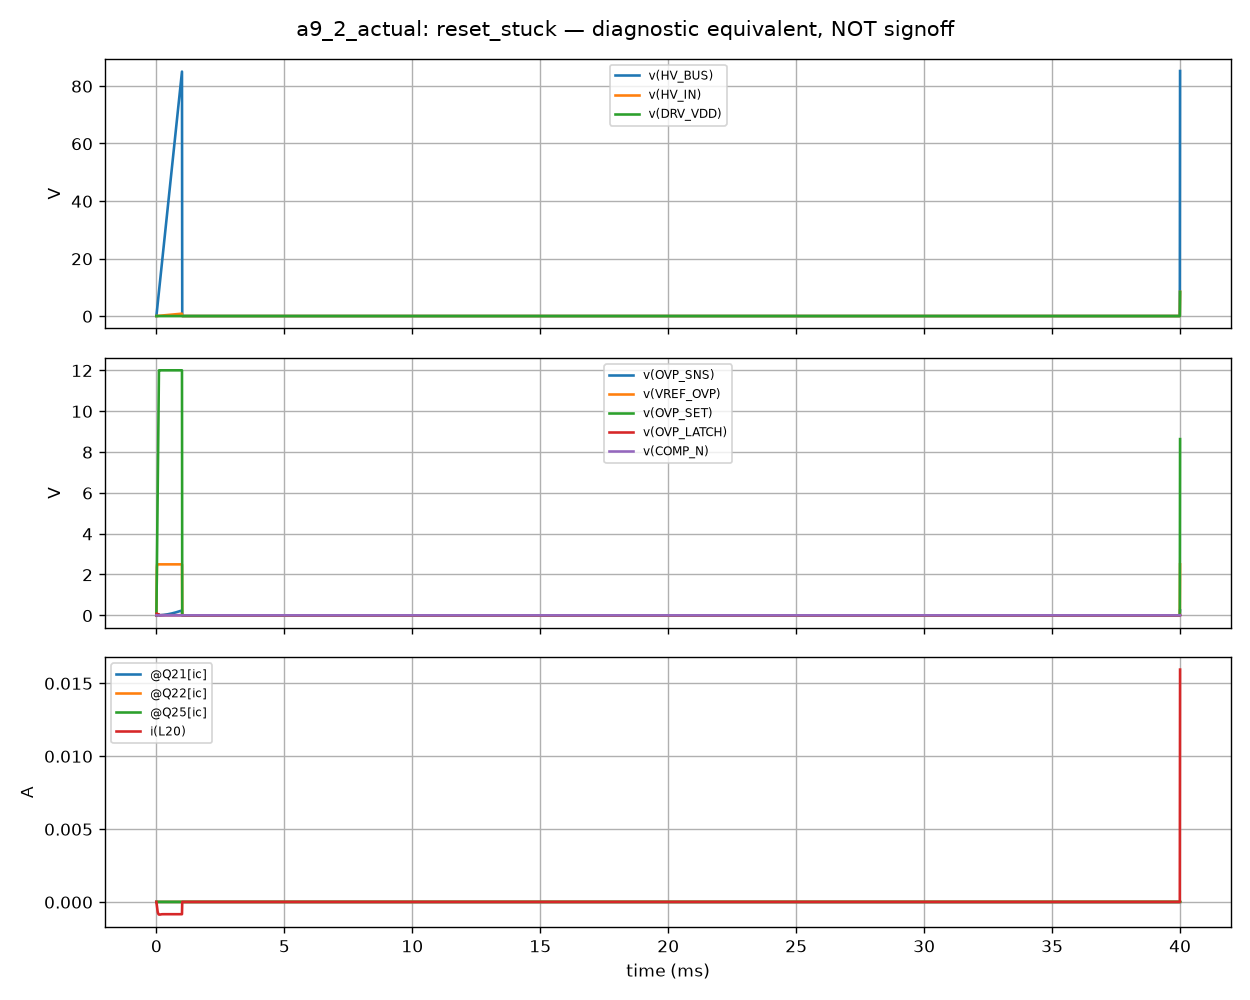 a9_2_actual: reset_stuck — diagnostic equivalent, NOT signoff
80
60
40
20
0
V
v(HV_BUS)
v(HV_IN)
v(DRV_VDD)
12
10
8
6
4
2
0
V
v(OVP_SNS)
v(VREF_OVP)
v(OVP_SET)
v(OVP_LATCH)
v(COMP_N)
0.015
0.010
0.005
0.000
A
@Q21[ic]
@Q22[ic]
@Q25[ic]
i(L20)
0 5 10 15 20 25 30 35 40
time (ms)